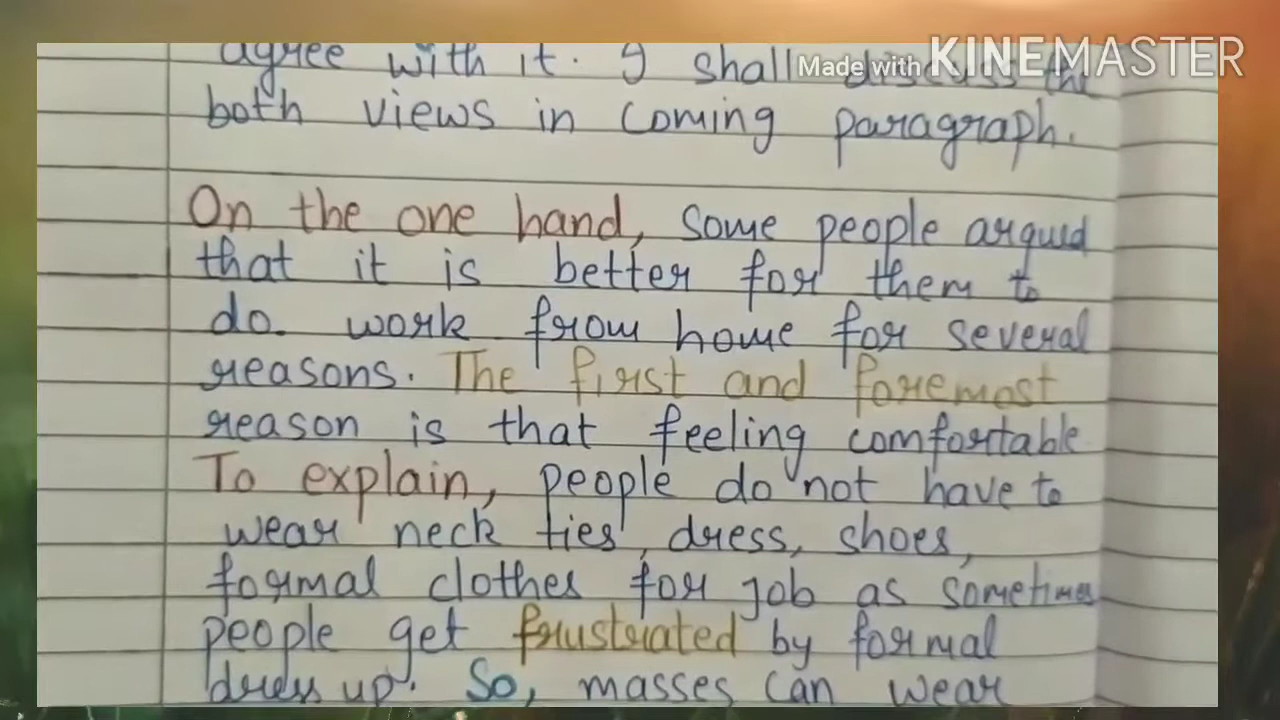 agree with it. I shall discuss the
Made with KINEMASTER
both views in coming paragraph.
On the one hand, some people argued
that it is better for them to
do work from home for several
reasons. The first and foremost
reason is that feeling comfortable
To explain, people do not have to
wear neck ties, dress, shoes,
formal clothes for job as sometimes
people get frustrated by formal
dress up. So, masses can wear